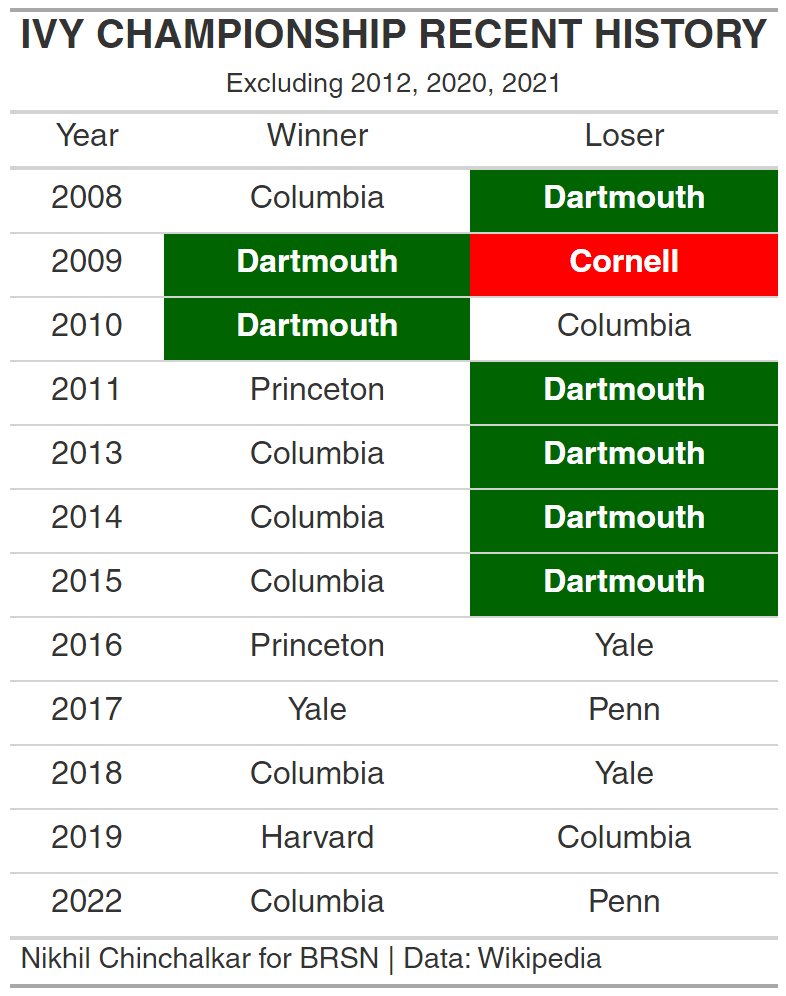 IVY CHAMPIONSHIP RECENT HISTORY
Excluding 2012, 2020, 2021
Year Winner Loser
2008 Columbia Dartmouth
2009 Dartmouth Cornell
2010 Dartmouth Columbia
2011 Princeton Dartmouth
2013 Columbia Dartmouth
2014 Columbia Dartmouth
2015 Columbia Dartmouth
2016 Princeton Yale
2017 Yale Penn
2018 Columbia Yale
2019 Harvard Columbia
2022 Columbia Penn
Nikhil Chinchalkar for BRSN | Data: Wikipedia